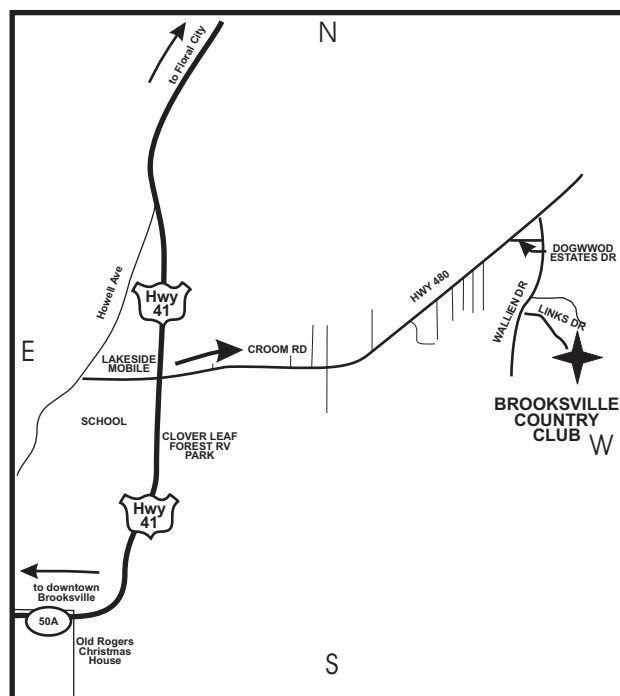 N
to Floral City
Howell Ave
Hwy
41
E
LAKESIDE
MOBILE
CROOM RD
HWY 480
DOGWWOD
ESTATES DR
WALLIEN DR
LINKS DR
BROOKSVILLE
COUNTRY
CLUB
W
SCHOOL
CLOVER LEAF
FOREST RV
PARK
Hwy
41
to downtown
Brooksville
50A
Old Rogers
Christmas
House
S